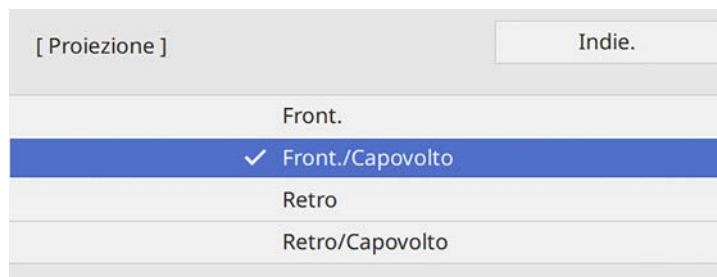 [ Proiezione ]
Indie.
Front.
Front./Capovolto
Retro
Retro/Capovolto